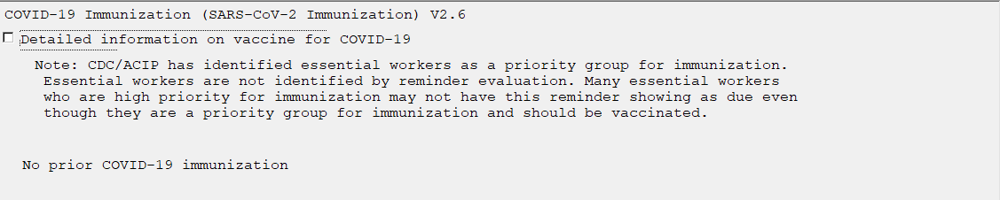 COVID-19 Immunization (SARS-CoV-2 Immunization) V2.6
Detailed information on vaccine for COVID-19
Note: CDC/ACIP has identified essential workers as a priority group for immunization.
Essential workers are not identified by reminder evaluation. Many essential workers
who are high priority for immunization may not have this reminder showing as due even
though they are a priority group for immunization and should be vaccinated.
No prior COVID-19 immunization